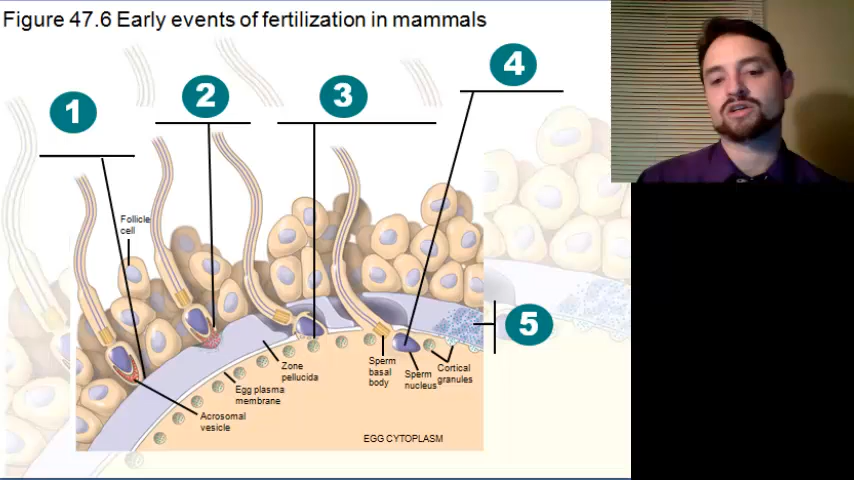 Figure 47.6 Early events of fertilization in mammals
1
2
3
4
5
Follicle
cell
Zone
pellucida
Egg plasma
membrane
Acrosomal
vesicle
Sperm
basal
body
Sperm
nucleus
Cortical
granules
EGG CYTOPLASM